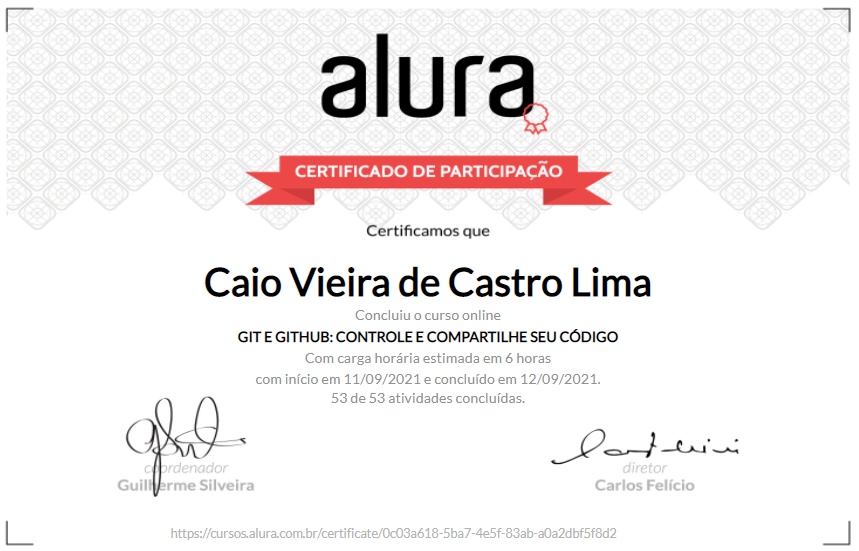 alura
CERTIFICADO DE PARTICIPAÇÃO
Certificamos que
Caio Vieira de Castro Lima
Concluiu o curso online
GIT E GITHUB: CONTROLE E COMPARTILHE SEU CÓDIGO
Com carga horária estimada em 6 horas
com início em 11/09/2021 e concluído em 12/09/2021.
53 de 53 atividades concluídas.
coordenador
Guilherme Silveira
diretor
Carlos Felício
https://cursos.alura.com.br/certificate/0c03a618-5ba7-4e5f-83ab-a0a2dbf5f8d2